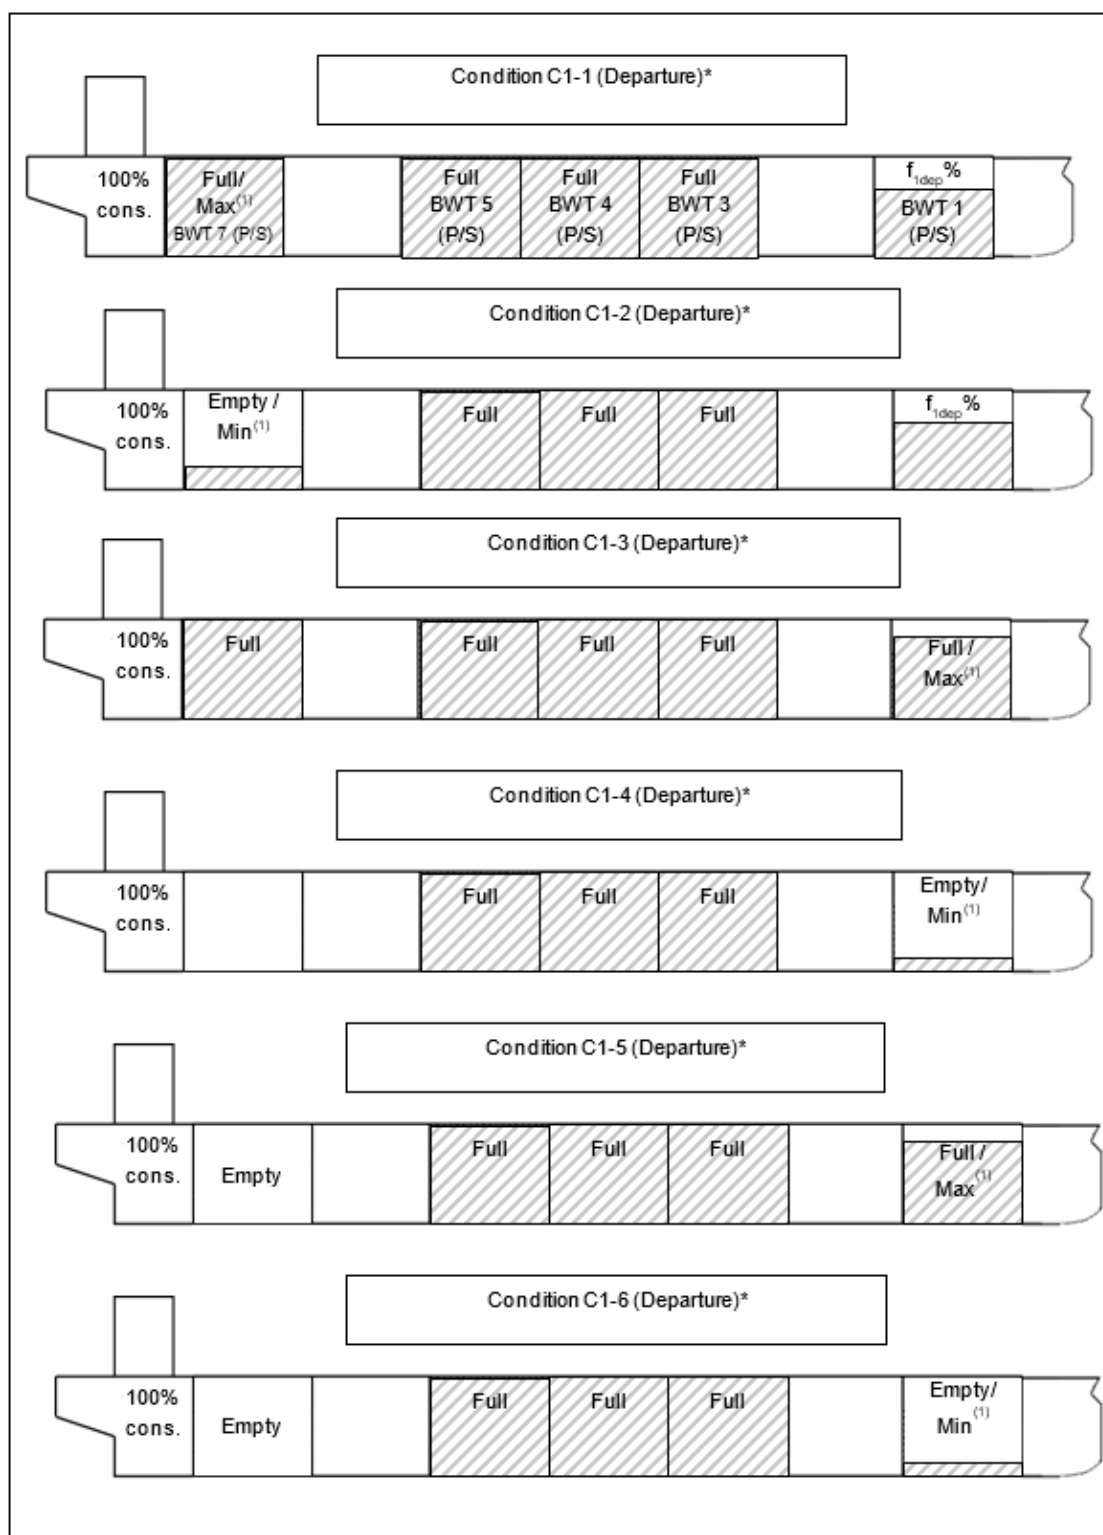 Condition C1-1 (Departure)*
100%
cons.
Full/
Max(1)
BWT 7 (P/S)
Full
BWT 5
(P/S)
Full
BWT 4
(P/S)
Full
BWT 3
(P/S)
f1dep%
BWT 1
(P/S)
Condition C1-2 (Departure)*
100%
cons.
Empty /
Min(1)
Full
Full
Full
f1dep%
Condition C1-3 (Departure)*
100%
cons.
Full
Full
Full
Full
Full /
Max(1)
Condition C1-4 (Departure)*
100%
cons.
Full
Full
Full
Empty/
Min(1)
Condition C1-5 (Departure)*
100%
cons.
Empty
Full
Full
Full
Full /
Max(1)
Condition C1-6 (Departure)*
100%
cons.
Empty
Full
Full
Full
Empty/
Min(1)